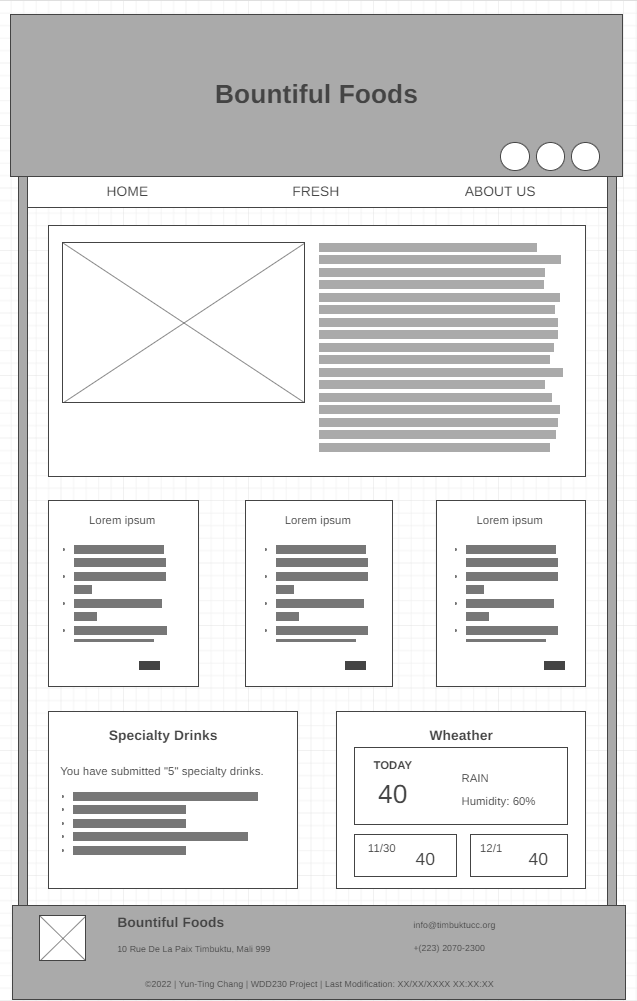 Bountiful Foods
HOME FRESH ABOUT US
Lorem ipsum
Lorem ipsum
Lorem ipsum
Specialty Drinks
You have submitted "5" specialty drinks.
Wheather
TODAY
40
RAIN
Humidity: 60%
11/30
40
12/1
40
Bountiful Foods
10 Rue De La Paix Timbuktu, Mali 999
info@timbuktucc.org
+(223) 2070-2300
©2022 | Yun-Ting Chang | WDD230 Project | Last Modification: XX/XX/XXXX XX:XX:XX